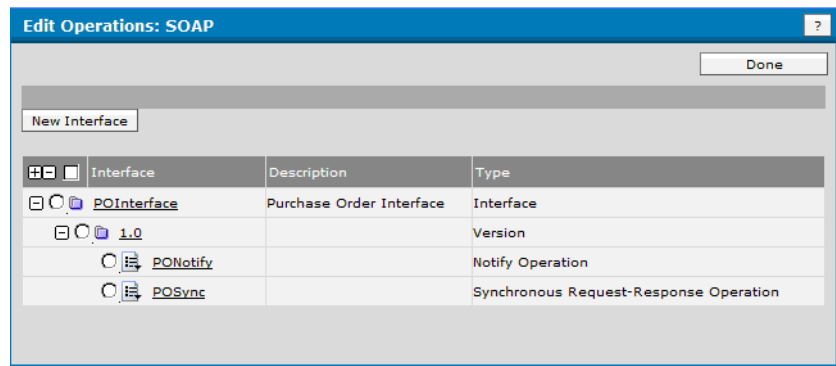 Edit Operations: SOAP ?
Done
New Interface
Interface Description Type
POInterface Purchase Order Interface Interface
1.0 Version
PONotify Notify Operation
POSync Synchronous Request-Response Operation